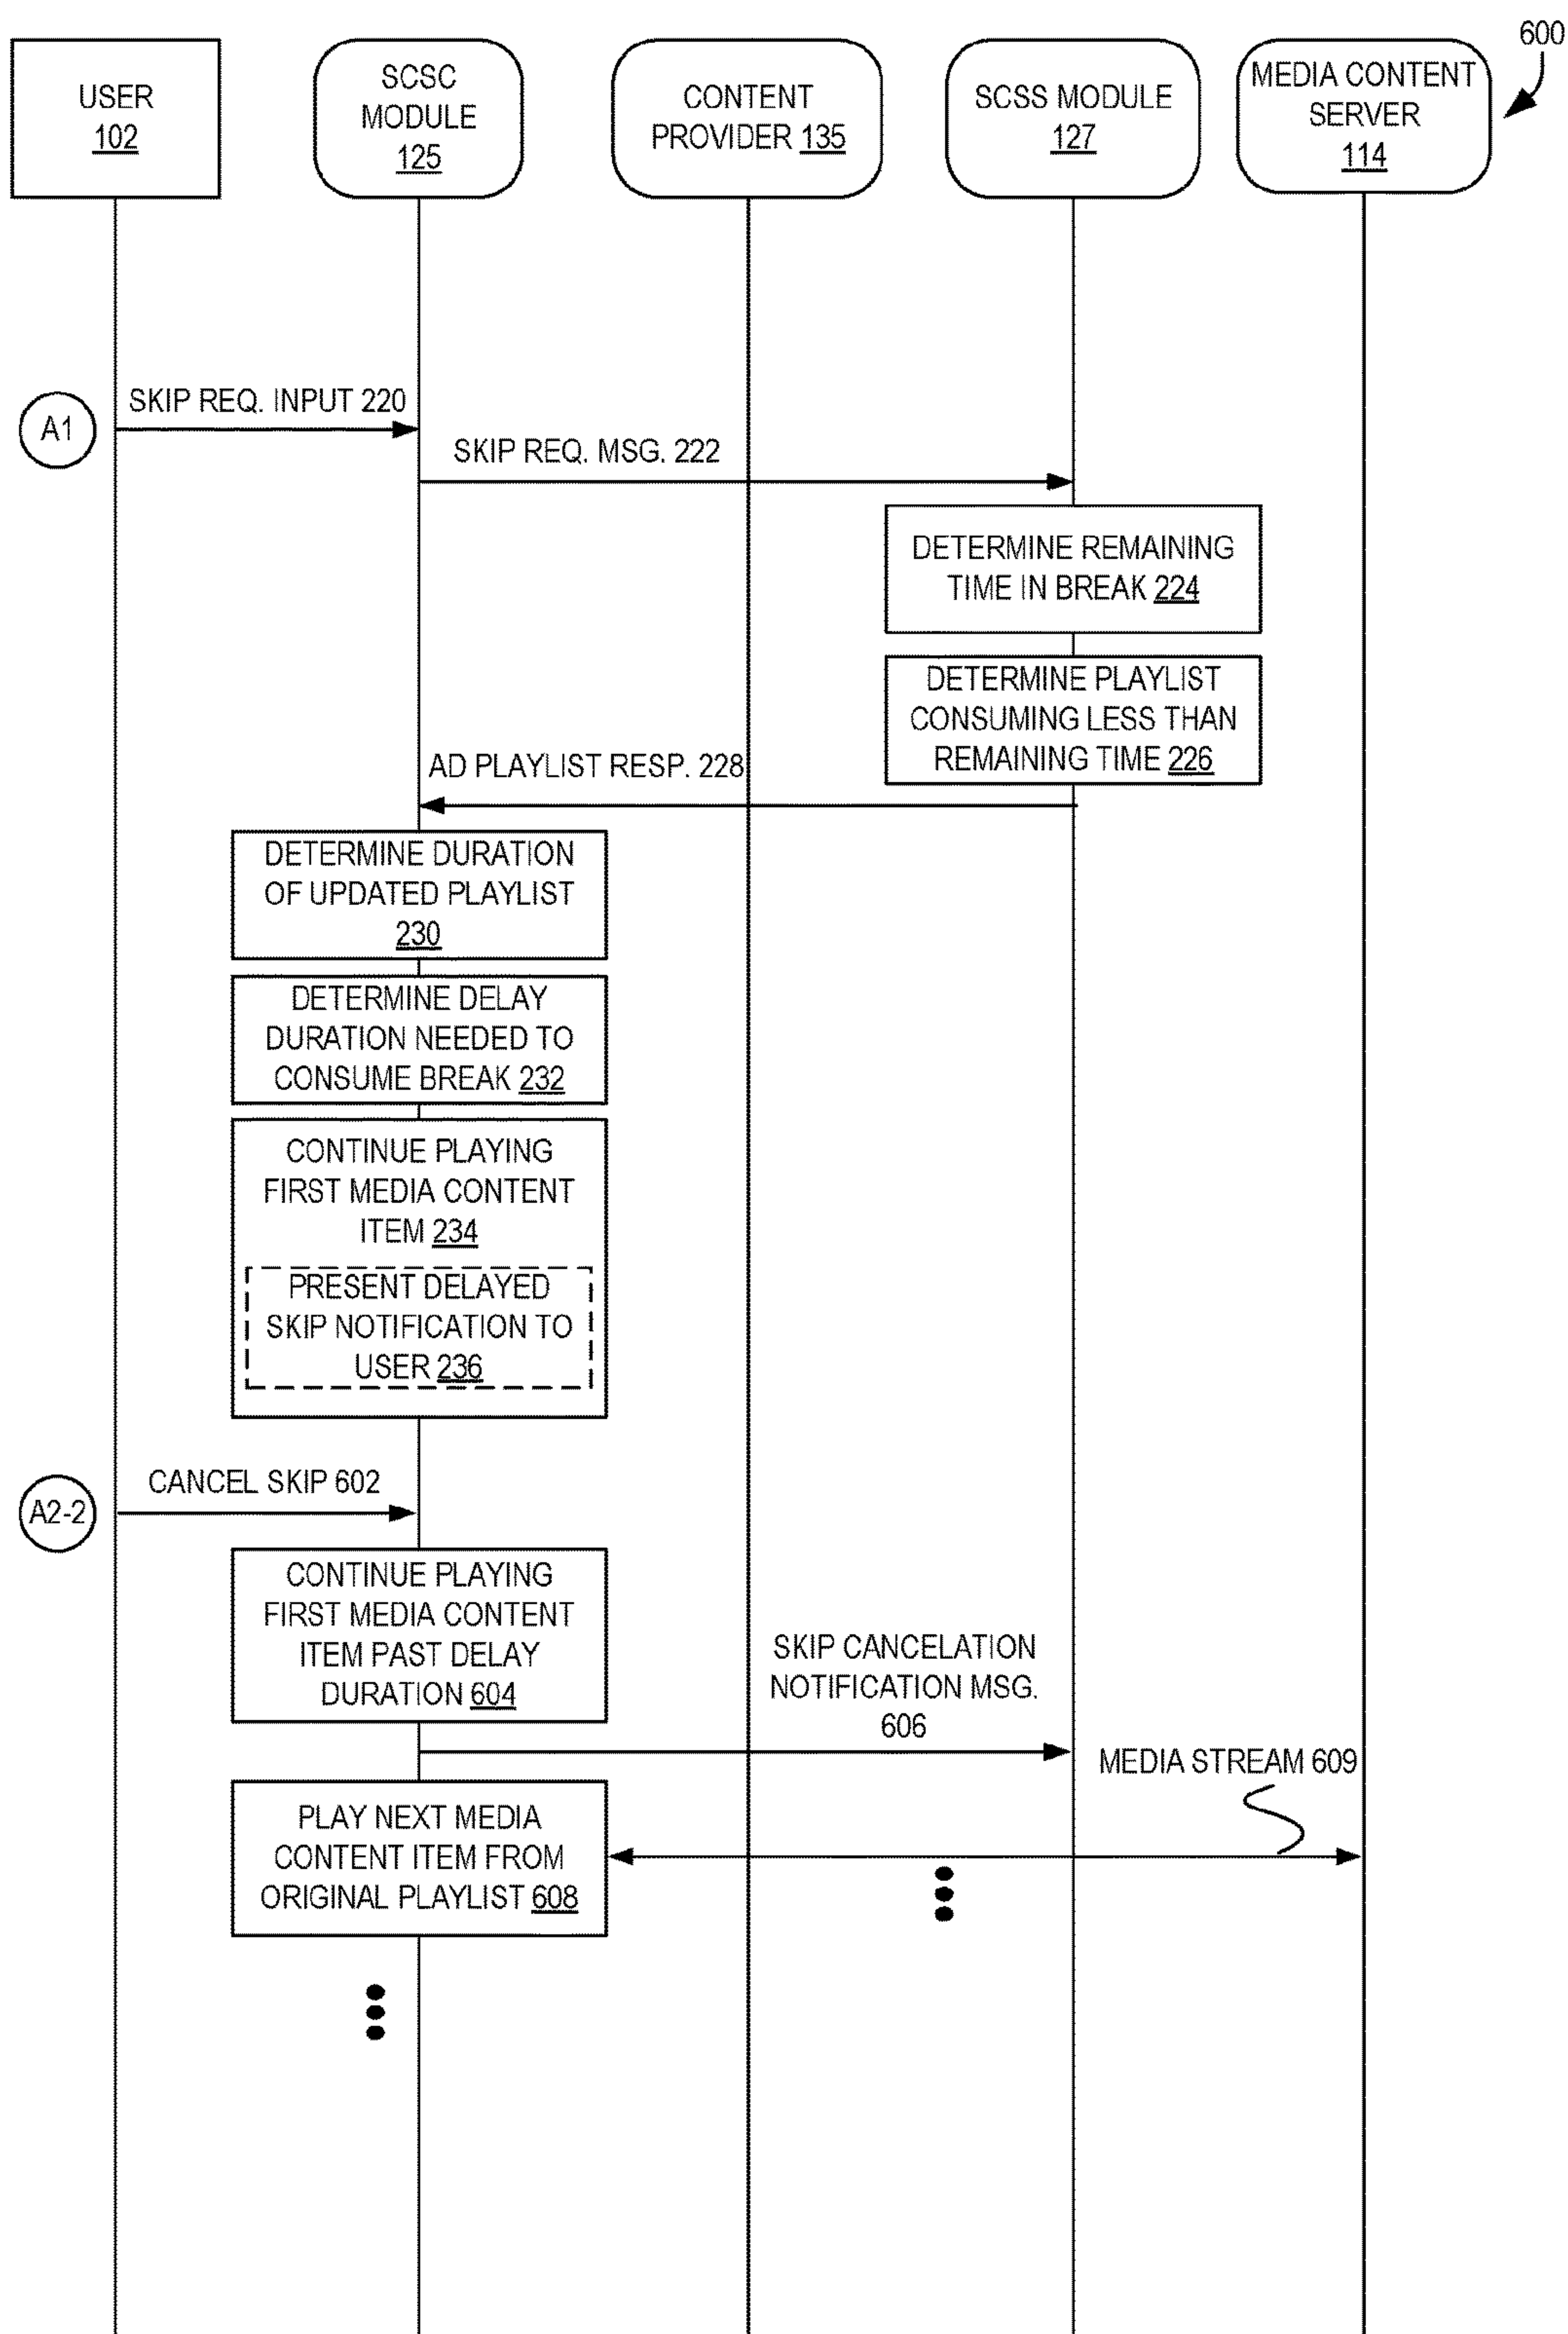 600
USER
102
SCSC
MODULE
125
CONTENT
PROVIDER 135
SCSS MODULE
127
MEDIA CONTENT
SERVER
114
A1
SKIP REQ. INPUT 220
SKIP REQ. MSG. 222
DETERMINE REMAINING
TIME IN BREAK 224
DETERMINE PLAYLIST
CONSUMING LESS THAN
REMAINING TIME 226
AD PLAYLIST RESP. 228
DETERMINE DURATION
OF UPDATED PLAYLIST
230
DETERMINE DELAY
DURATION NEEDED TO
CONSUME BREAK 232
CONTINUE PLAYING
FIRST MEDIA CONTENT
ITEM 234
PRESENT DELAYED
SKIP NOTIFICATION TO
USER 236
A2-2
CANCEL SKIP 602
CONTINUE PLAYING
FIRST MEDIA CONTENT
ITEM PAST DELAY
DURATION 604
SKIP CANCELATION
NOTIFICATION MSG.
606
MEDIA STREAM 609
PLAY NEXT MEDIA
CONTENT ITEM FROM
ORIGINAL PLAYLIST 608